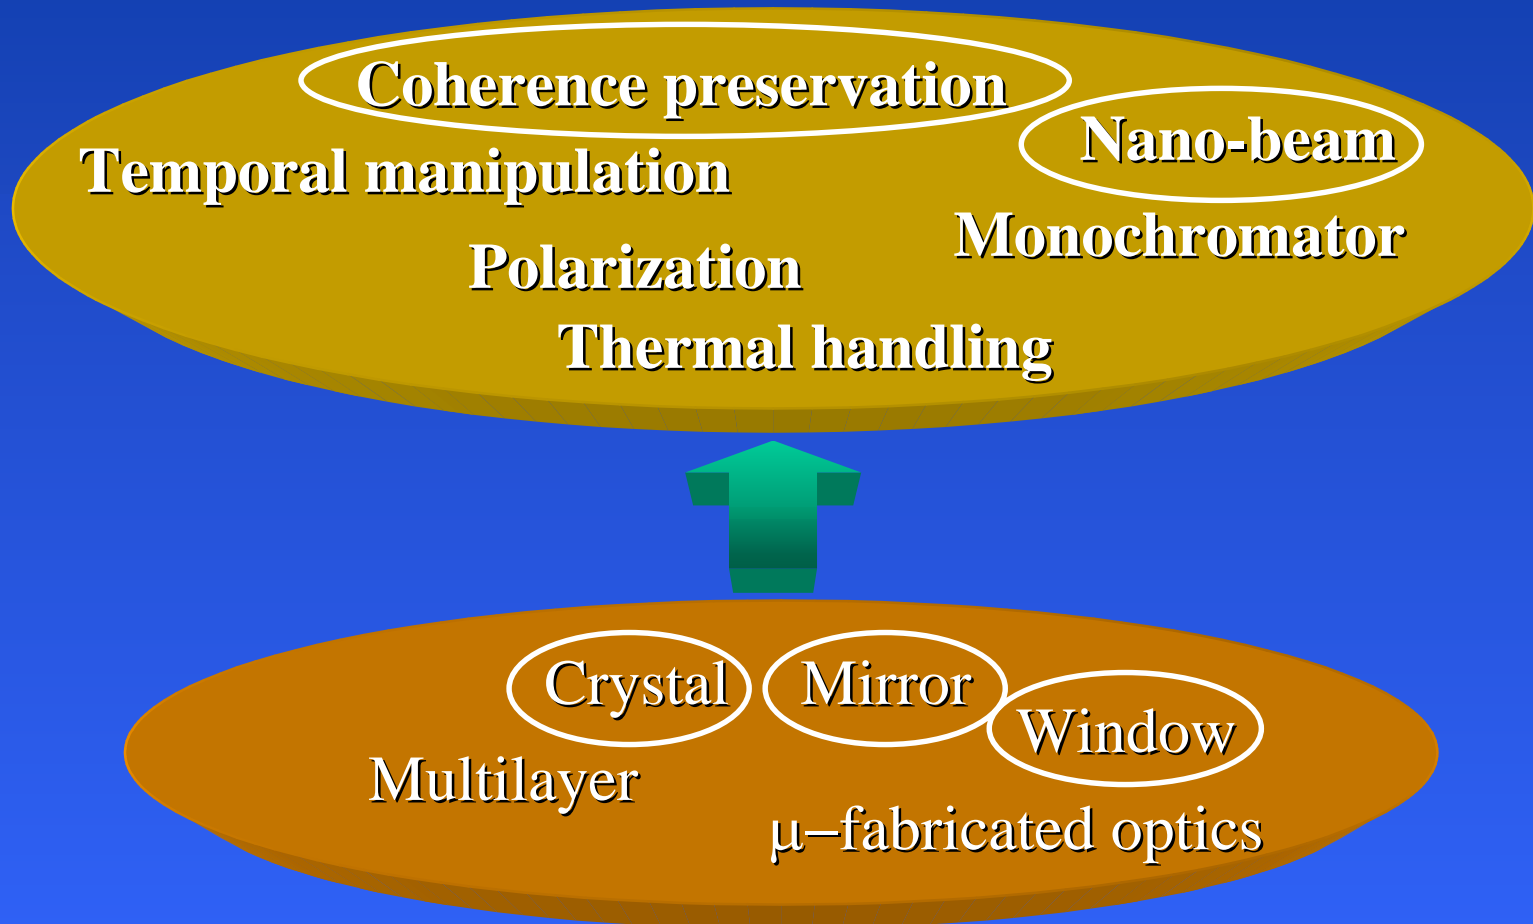 Coherence preservation
Nano-beam
Temporal manipulation
Monochromator
Polarization
Thermal handling
Crystal
Mirror
Window
Multilayer
μ−fabricated optics